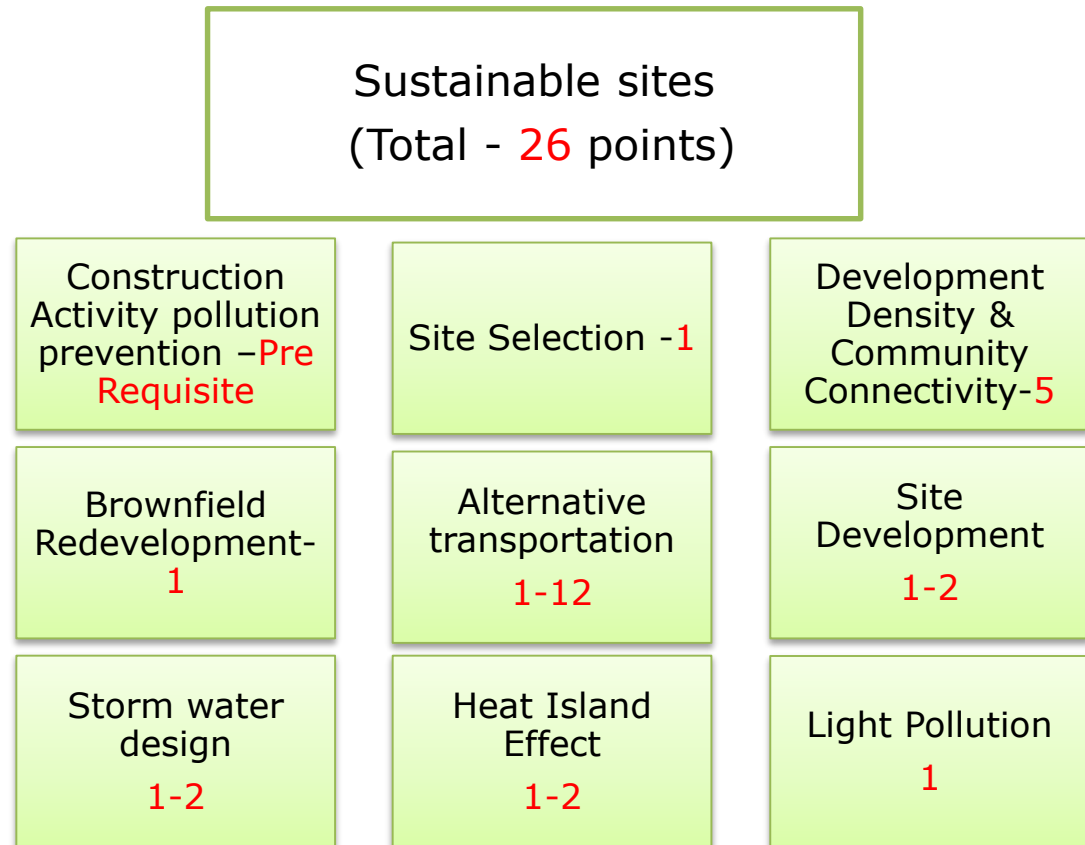 Sustainable sites
(Total - 26 points)
Construction
Activity pollution
prevention –Pre
Requisite
Site Selection -1
Development
Density &
Community
Connectivity-5
Brownfield
Redevelopment-
1
Alternative
transportation
1-12
Site
Development
1-2
Storm water
design
1-2
Heat Island
Effect
1-2
Light Pollution
1